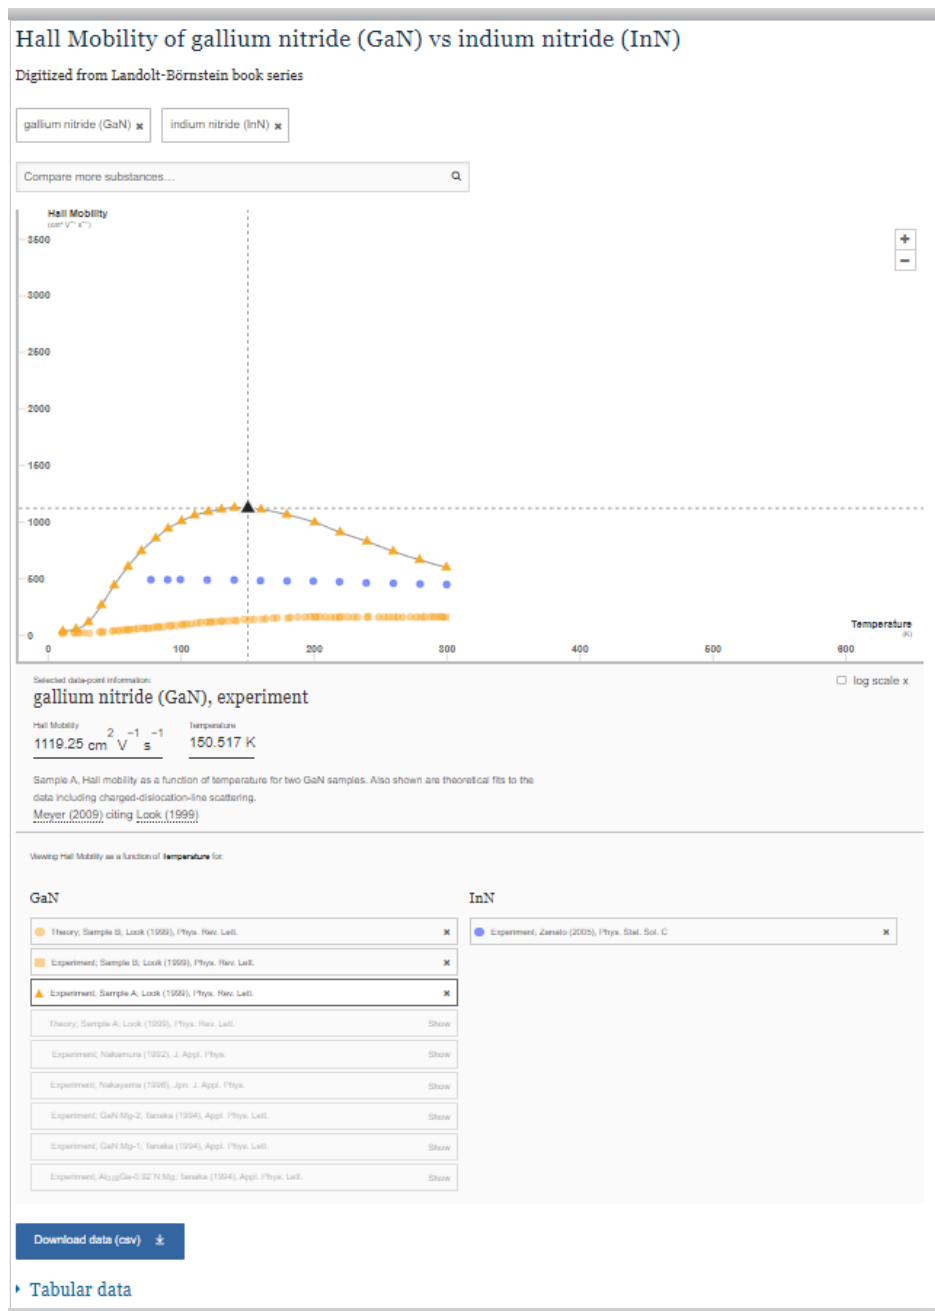 Hall Mobility of gallium nitride (GaN) vs indium nitride (InN)
Digitized from Landolt-Börnstein book series
gallium nitride (GaN) × indium nitride (InN) ×
Compare more substances...
Hall Mobility
(cm² V⁻¹ s⁻¹)
3500
+
−
3000
2500
2000
1500
1000
500
0
Temperature
(K)
0 100 200 300 400 500 600
Selected data-point information:
gallium nitride (GaN), experiment
log scale x
Hall Mobility Temperature
1119.25 cm² V⁻¹ s⁻¹ 150.517 K
Sample A, Hall mobility as a function of temperature for two GaN samples. Also shown are theoretical fits to the
data including charged-dislocation-line scattering.
Meyer (2009) citing Look (1999)
Viewing Hall Mobility as a function of Temperature for:
GaN InN
Theory; Sample B; Look (1999), Phys. Rev. Lett. × Experiment; Zanato (2005), Phys. Stat. Sol. C ×
Experiment; Sample B; Look (1999), Phys. Rev. Lett. ×
Experiment; Sample A; Look (1999), Phys. Rev. Lett. ×
Theory; Sample A; Look (1999), Phys. Rev. Lett. Show
Experiment; Nakamura (1992), J. Appl. Phys. Show
Experiment; Nakayama (1996), Jpn. J. Appl. Phys. Show
Experiment; GaN:Mg-2; Tanaka (1994), Appl. Phys. Lett. Show
Experiment; GaN:Mg-1; Tanaka (1994), Appl. Phys. Lett. Show
Experiment; Tanaka (1994), Appl. Phys. Lett. Show
Download data (csv)
Tabular data